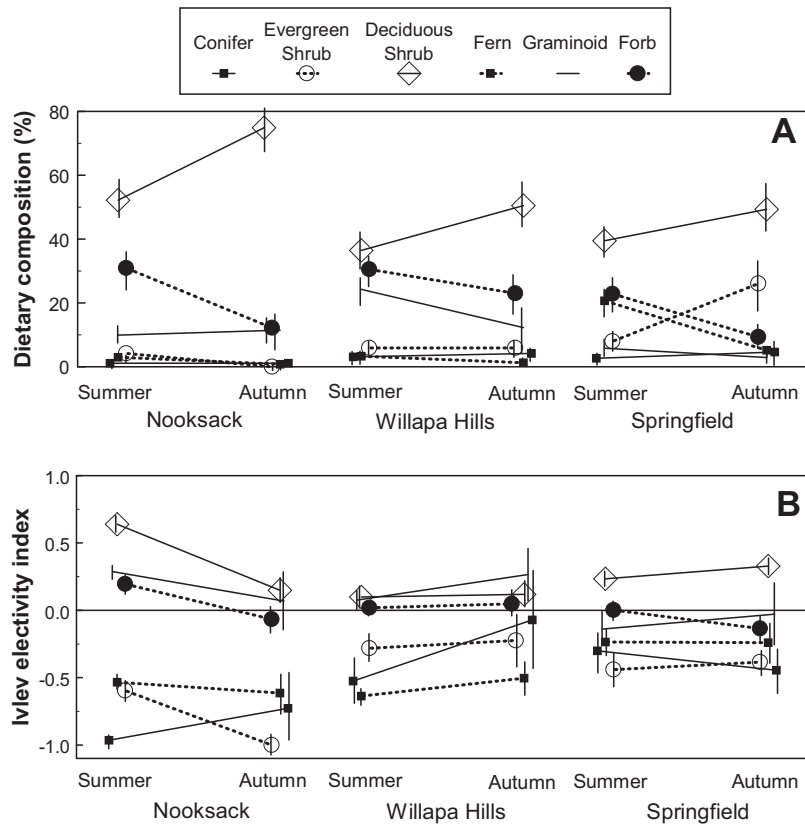 Conifer Evergreen Shrub Deciduous Shrub Fern Graminoid Forb
A
Dietary composition (%)
80
60
40
20
0
Summer Autumn Summer Autumn Summer Autumn
Nooksack Willapa Hills Springfield
B
Ivlev electivity index
1.0
0.5
0.0
-0.5
-1.0
Summer Autumn Summer Autumn Summer Autumn
Nooksack Willapa Hills Springfield